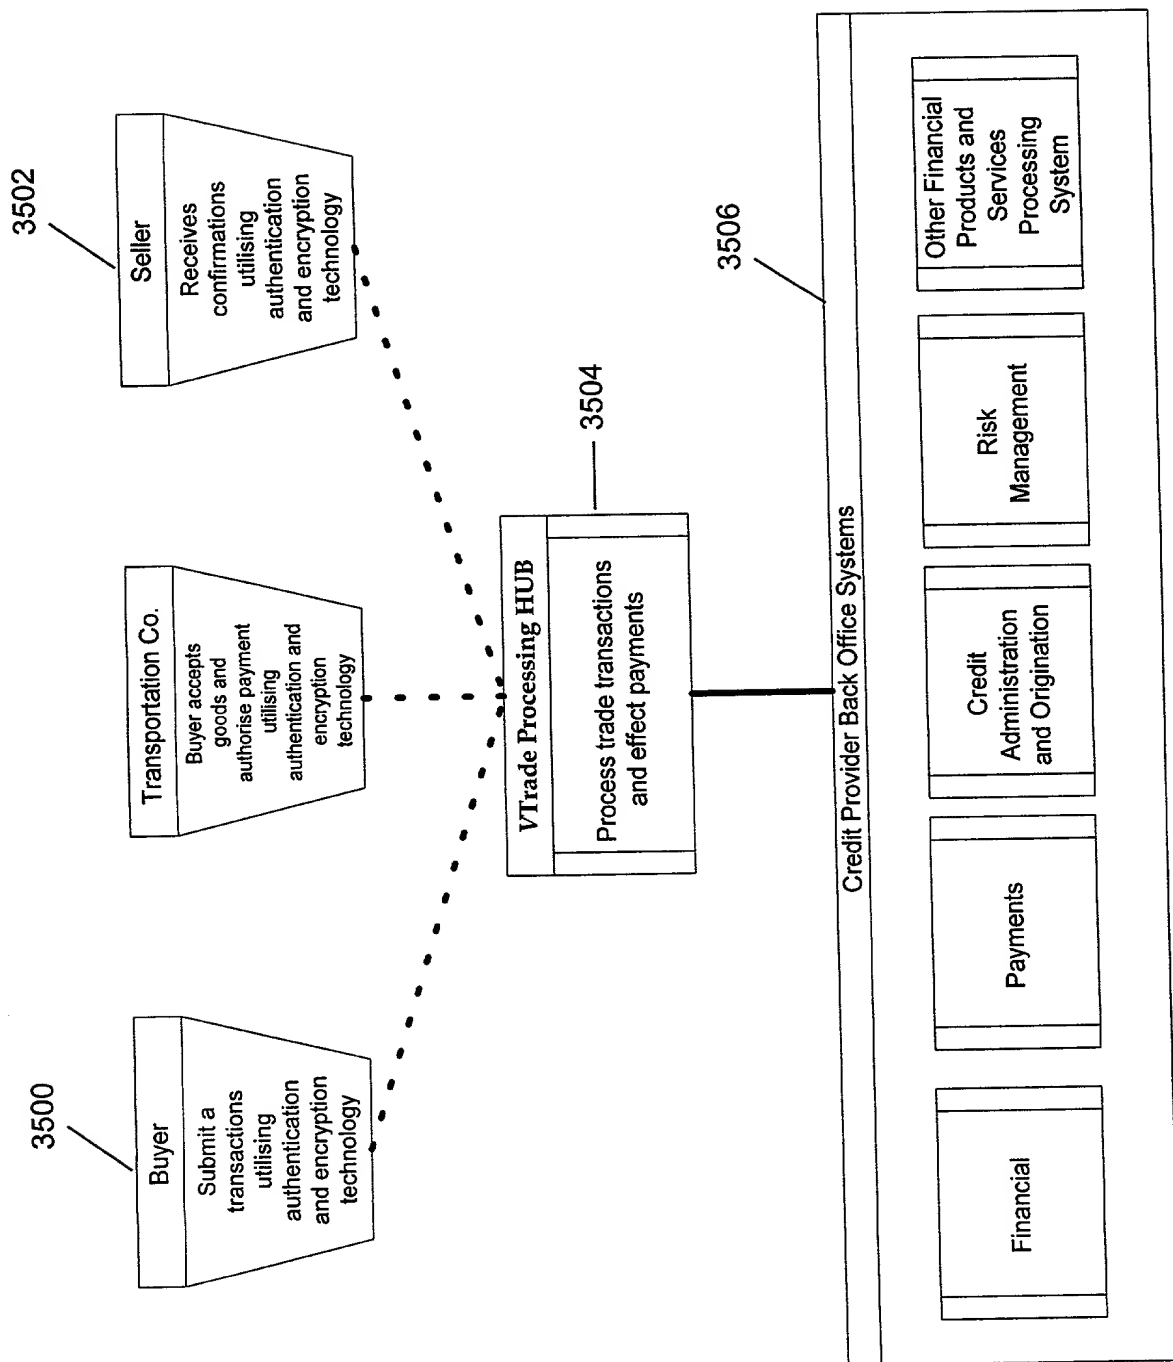 3500
Buyer
Submit a
transactions
utilising
authentication
and encryption
technology
Transportation Co.
Buyer accepts
goods and
authorise payment
utilising
authentication and
encryption
technology
3502
Seller
Receives
confirmations
utilising
authentication
and encryption
technology
VTrade Processing HUB
3504
Process trade transactions
and effect payments
3506
Credit Provider Back Office Systems
Financial
Payments
Credit
Administration
and Origination
Risk
Management
Other Financial
Products and
Services
Processing
System